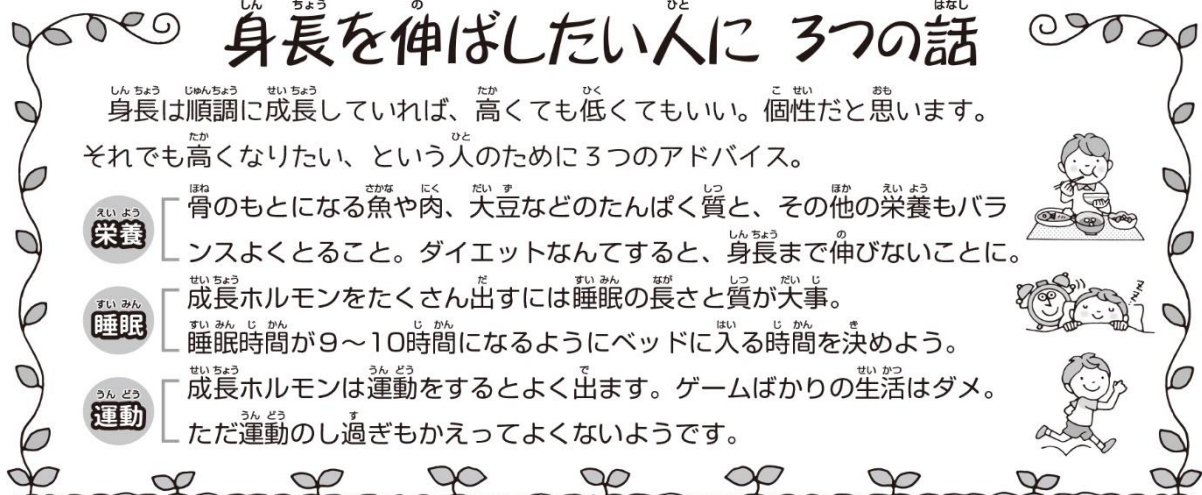 身長を伸ばしたい人に 3つの話
身長は順調に成長していれば、高くても低くてもいい。個性だと思います。
それでも高くなりたい、という人のために3つのアドバイス。
栄養
骨のもとになる魚や肉、大豆などのたんぱく質と、その他の栄養もバラ
ンスよくとること。ダイエットなんてすると、身長まで伸びないことに。
睡眠
成長ホルモンをたくさん出すには睡眠の長さと質が大事。
睡眠時間が9～10時間になるようにベッドに入る時間を決めよう。
運動
成長ホルモンは運動をするとよく出ます。ゲームばかりの生活はダメ。
ただ運動のし過ぎもかえってよくないようです。